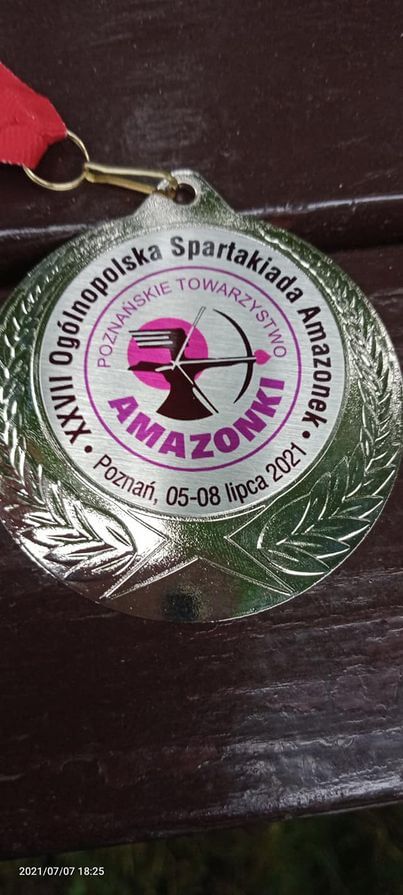 XXVII Ogólnopolska Spartakiada Amazonek
POZNAŃSKIE TOWARZYSTWO
AMAZONKI
• Poznań, 05-08 lipca 2021 •
2021/07/07 18:25